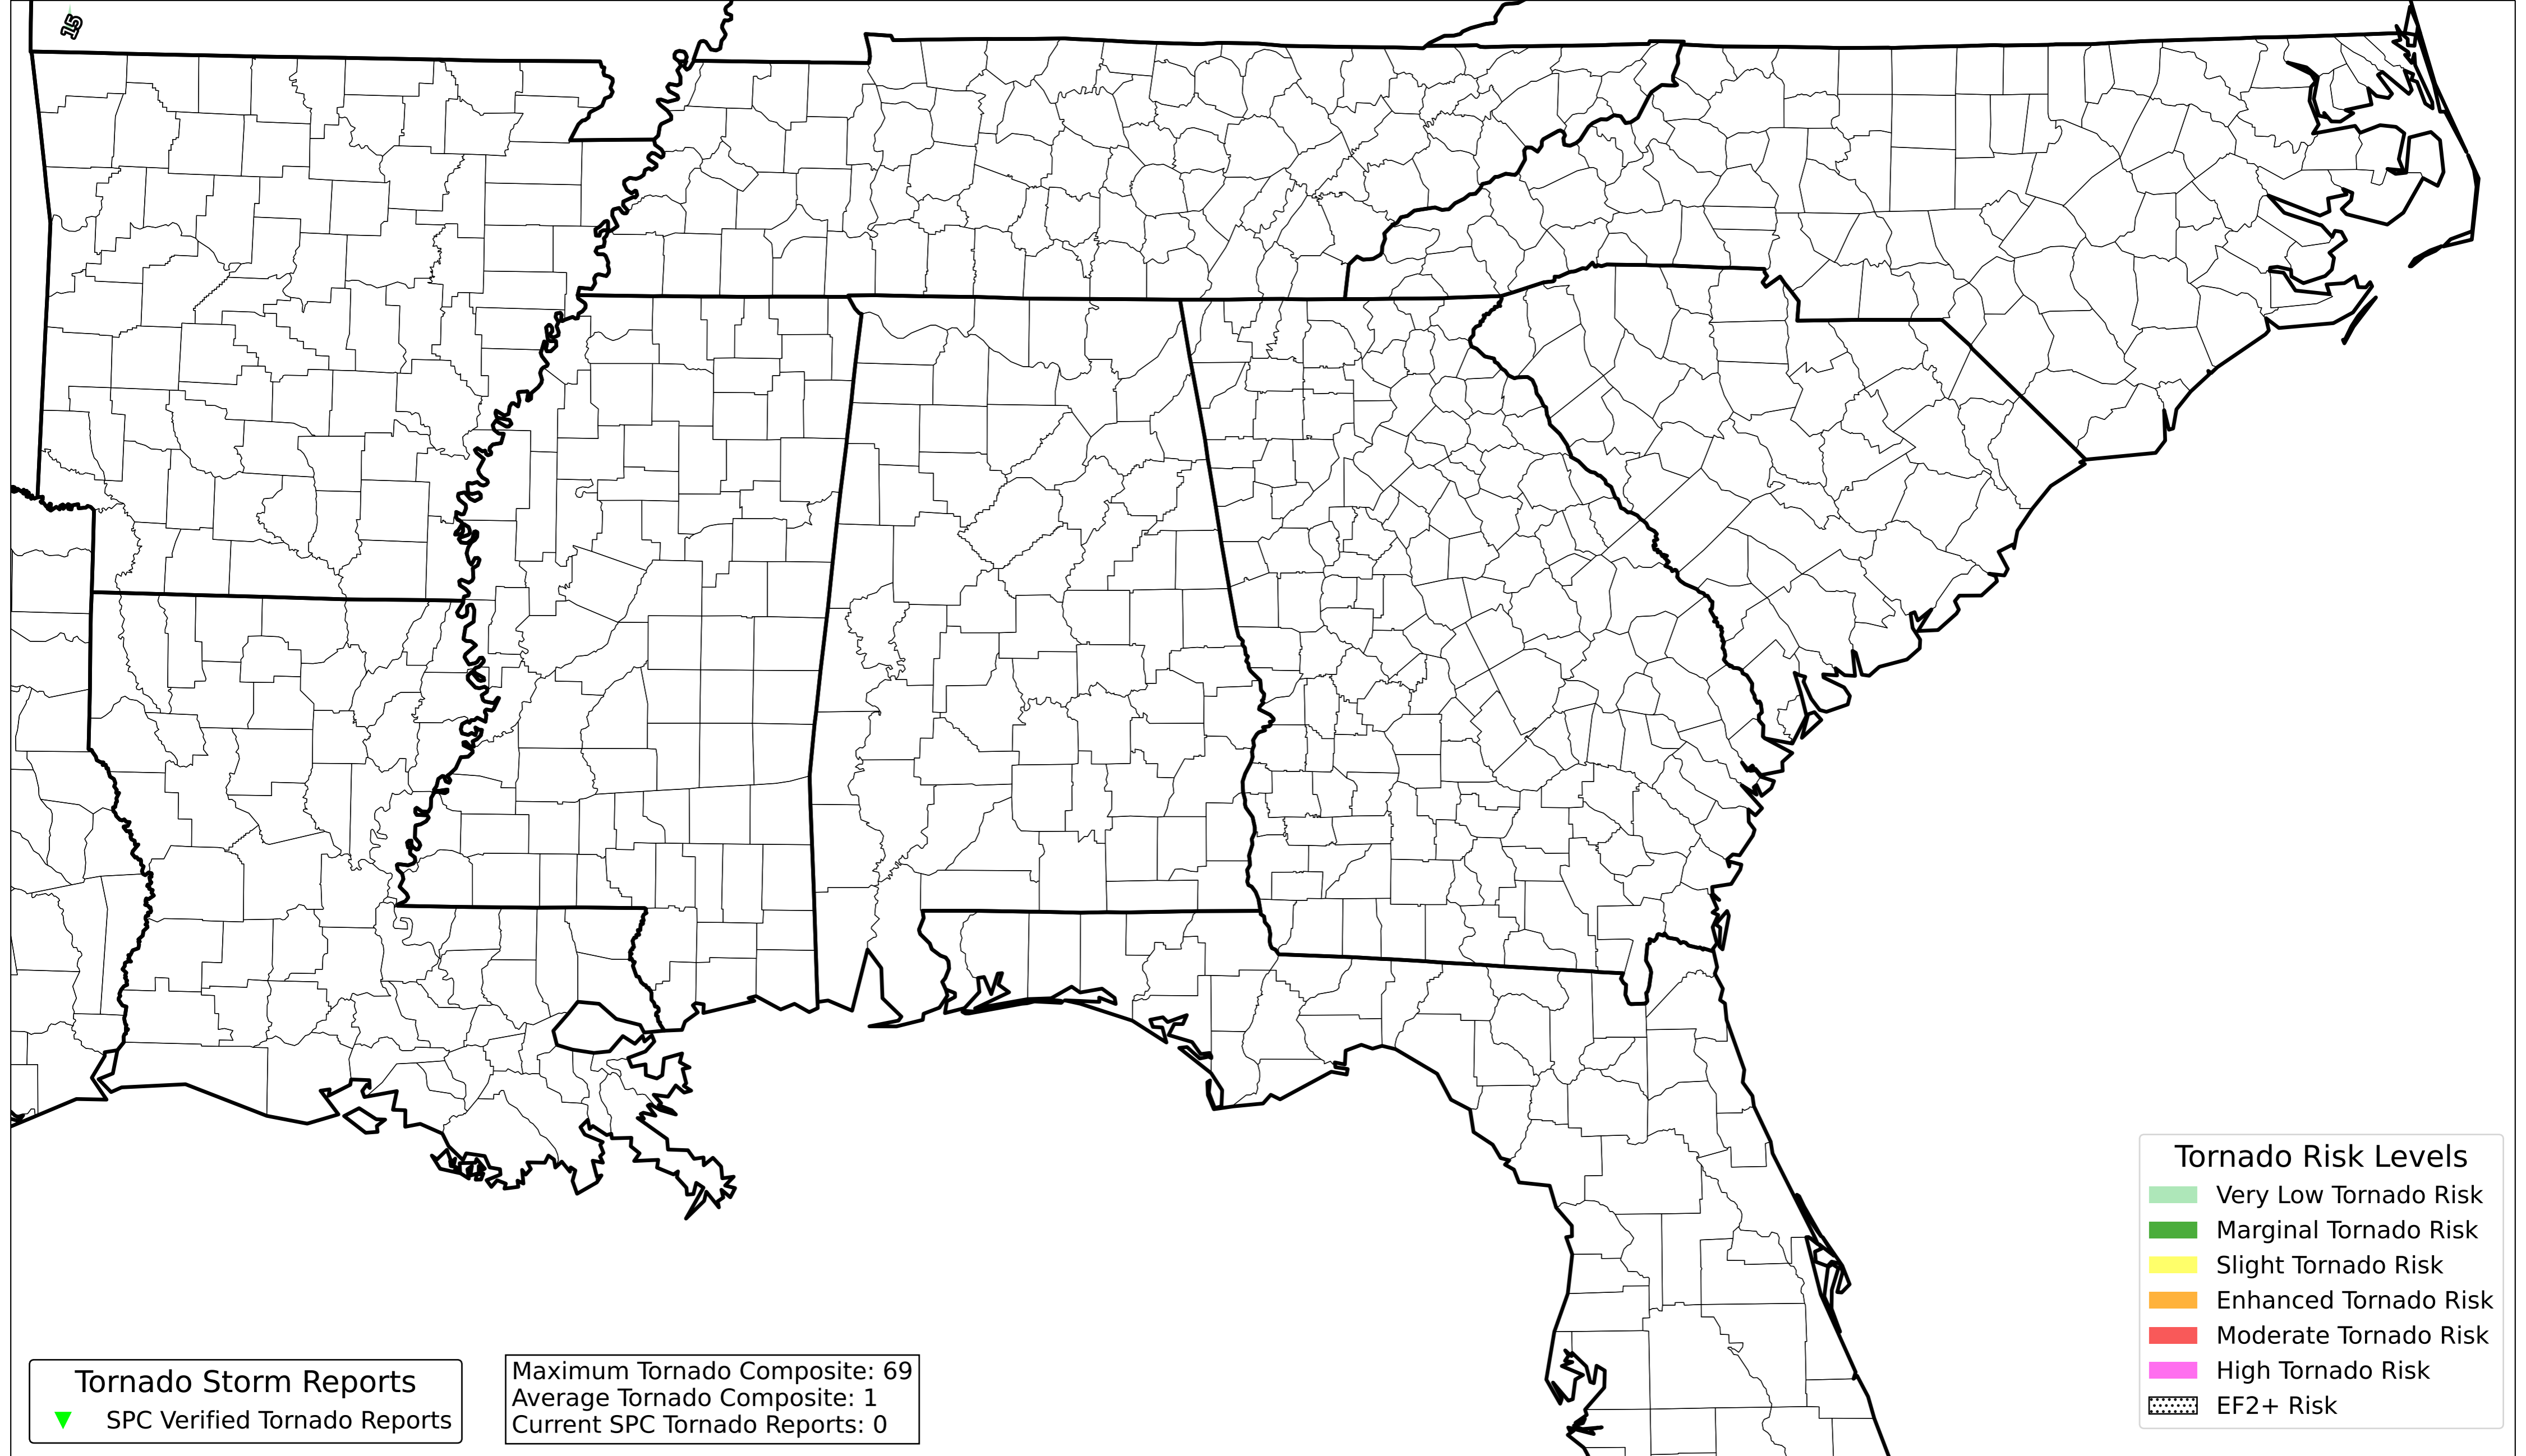 15
Tornado Risk Levels
Very Low Tornado Risk
Marginal Tornado Risk
Slight Tornado Risk
Enhanced Tornado Risk
Moderate Tornado Risk
High Tornado Risk
EF2+ Risk
Tornado Storm Reports
SPC Verified Tornado Reports
Maximum Tornado Composite: 69
Average Tornado Composite: 1
Current SPC Tornado Reports: 0